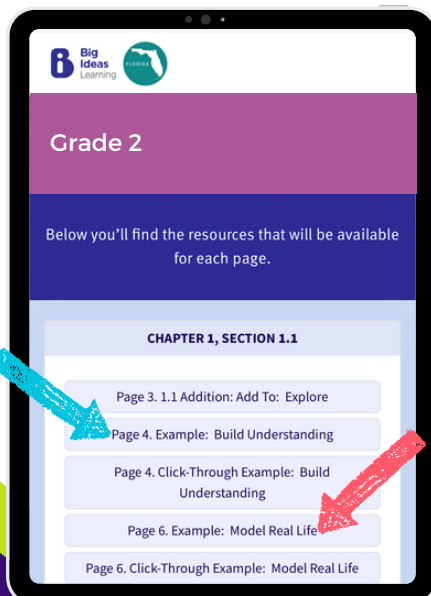 Big
Ideas
Learning
FLORIDA
Grade 2
Below you'll find the resources that will be available
for each page.
CHAPTER 1, SECTION 1.1
Page 3. 1.1 Addition: Add To: Explore
Page 4. Example: Build Understanding
Page 4. Click-Through Example: Build
Understanding
Page 6. Example: Model Real Life
Page 6. Click-Through Example: Model Real Life